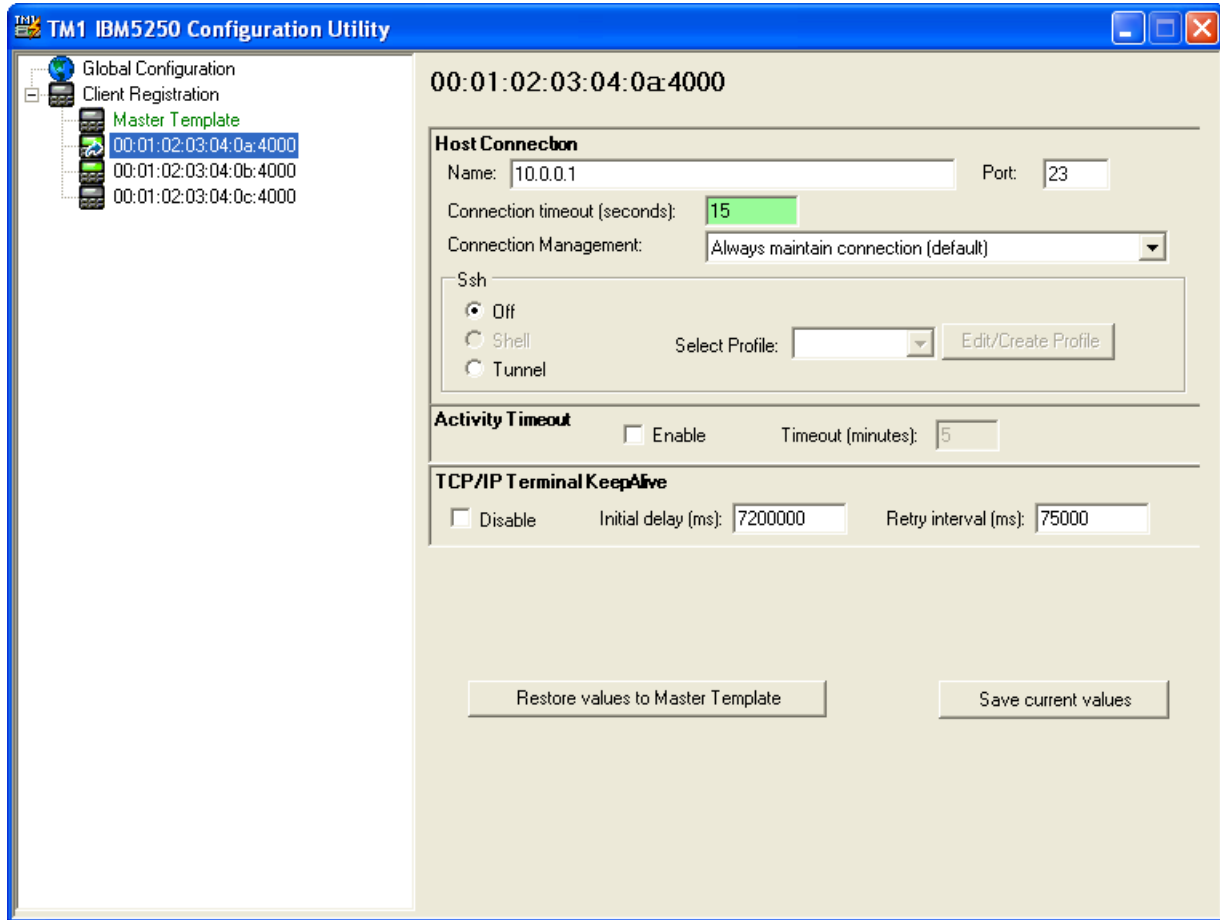 TM1 IBM5250 Configuration Utility
Global Configuration
Client Registration
Master Template
00:01:02:03:04:0a:4000
00:01:02:03:04:0b:4000
00:01:02:03:04:0c:4000
00:01:02:03:04:0a:4000
Host Connection
Name: 10.0.0.1 Port: 23
Connection timeout (seconds): 15
Connection Management: Always maintain connection (default)
Ssh
Off
Shell
Select Profile: Edit/Create Profile
Tunnel
Activity Timeout
Enable Timeout (minutes): 5
TCP/IP Terminal KeepAlive
Disable Initial delay (ms): 7200000 Retry interval (ms): 75000
Restore values to Master Template Save current values